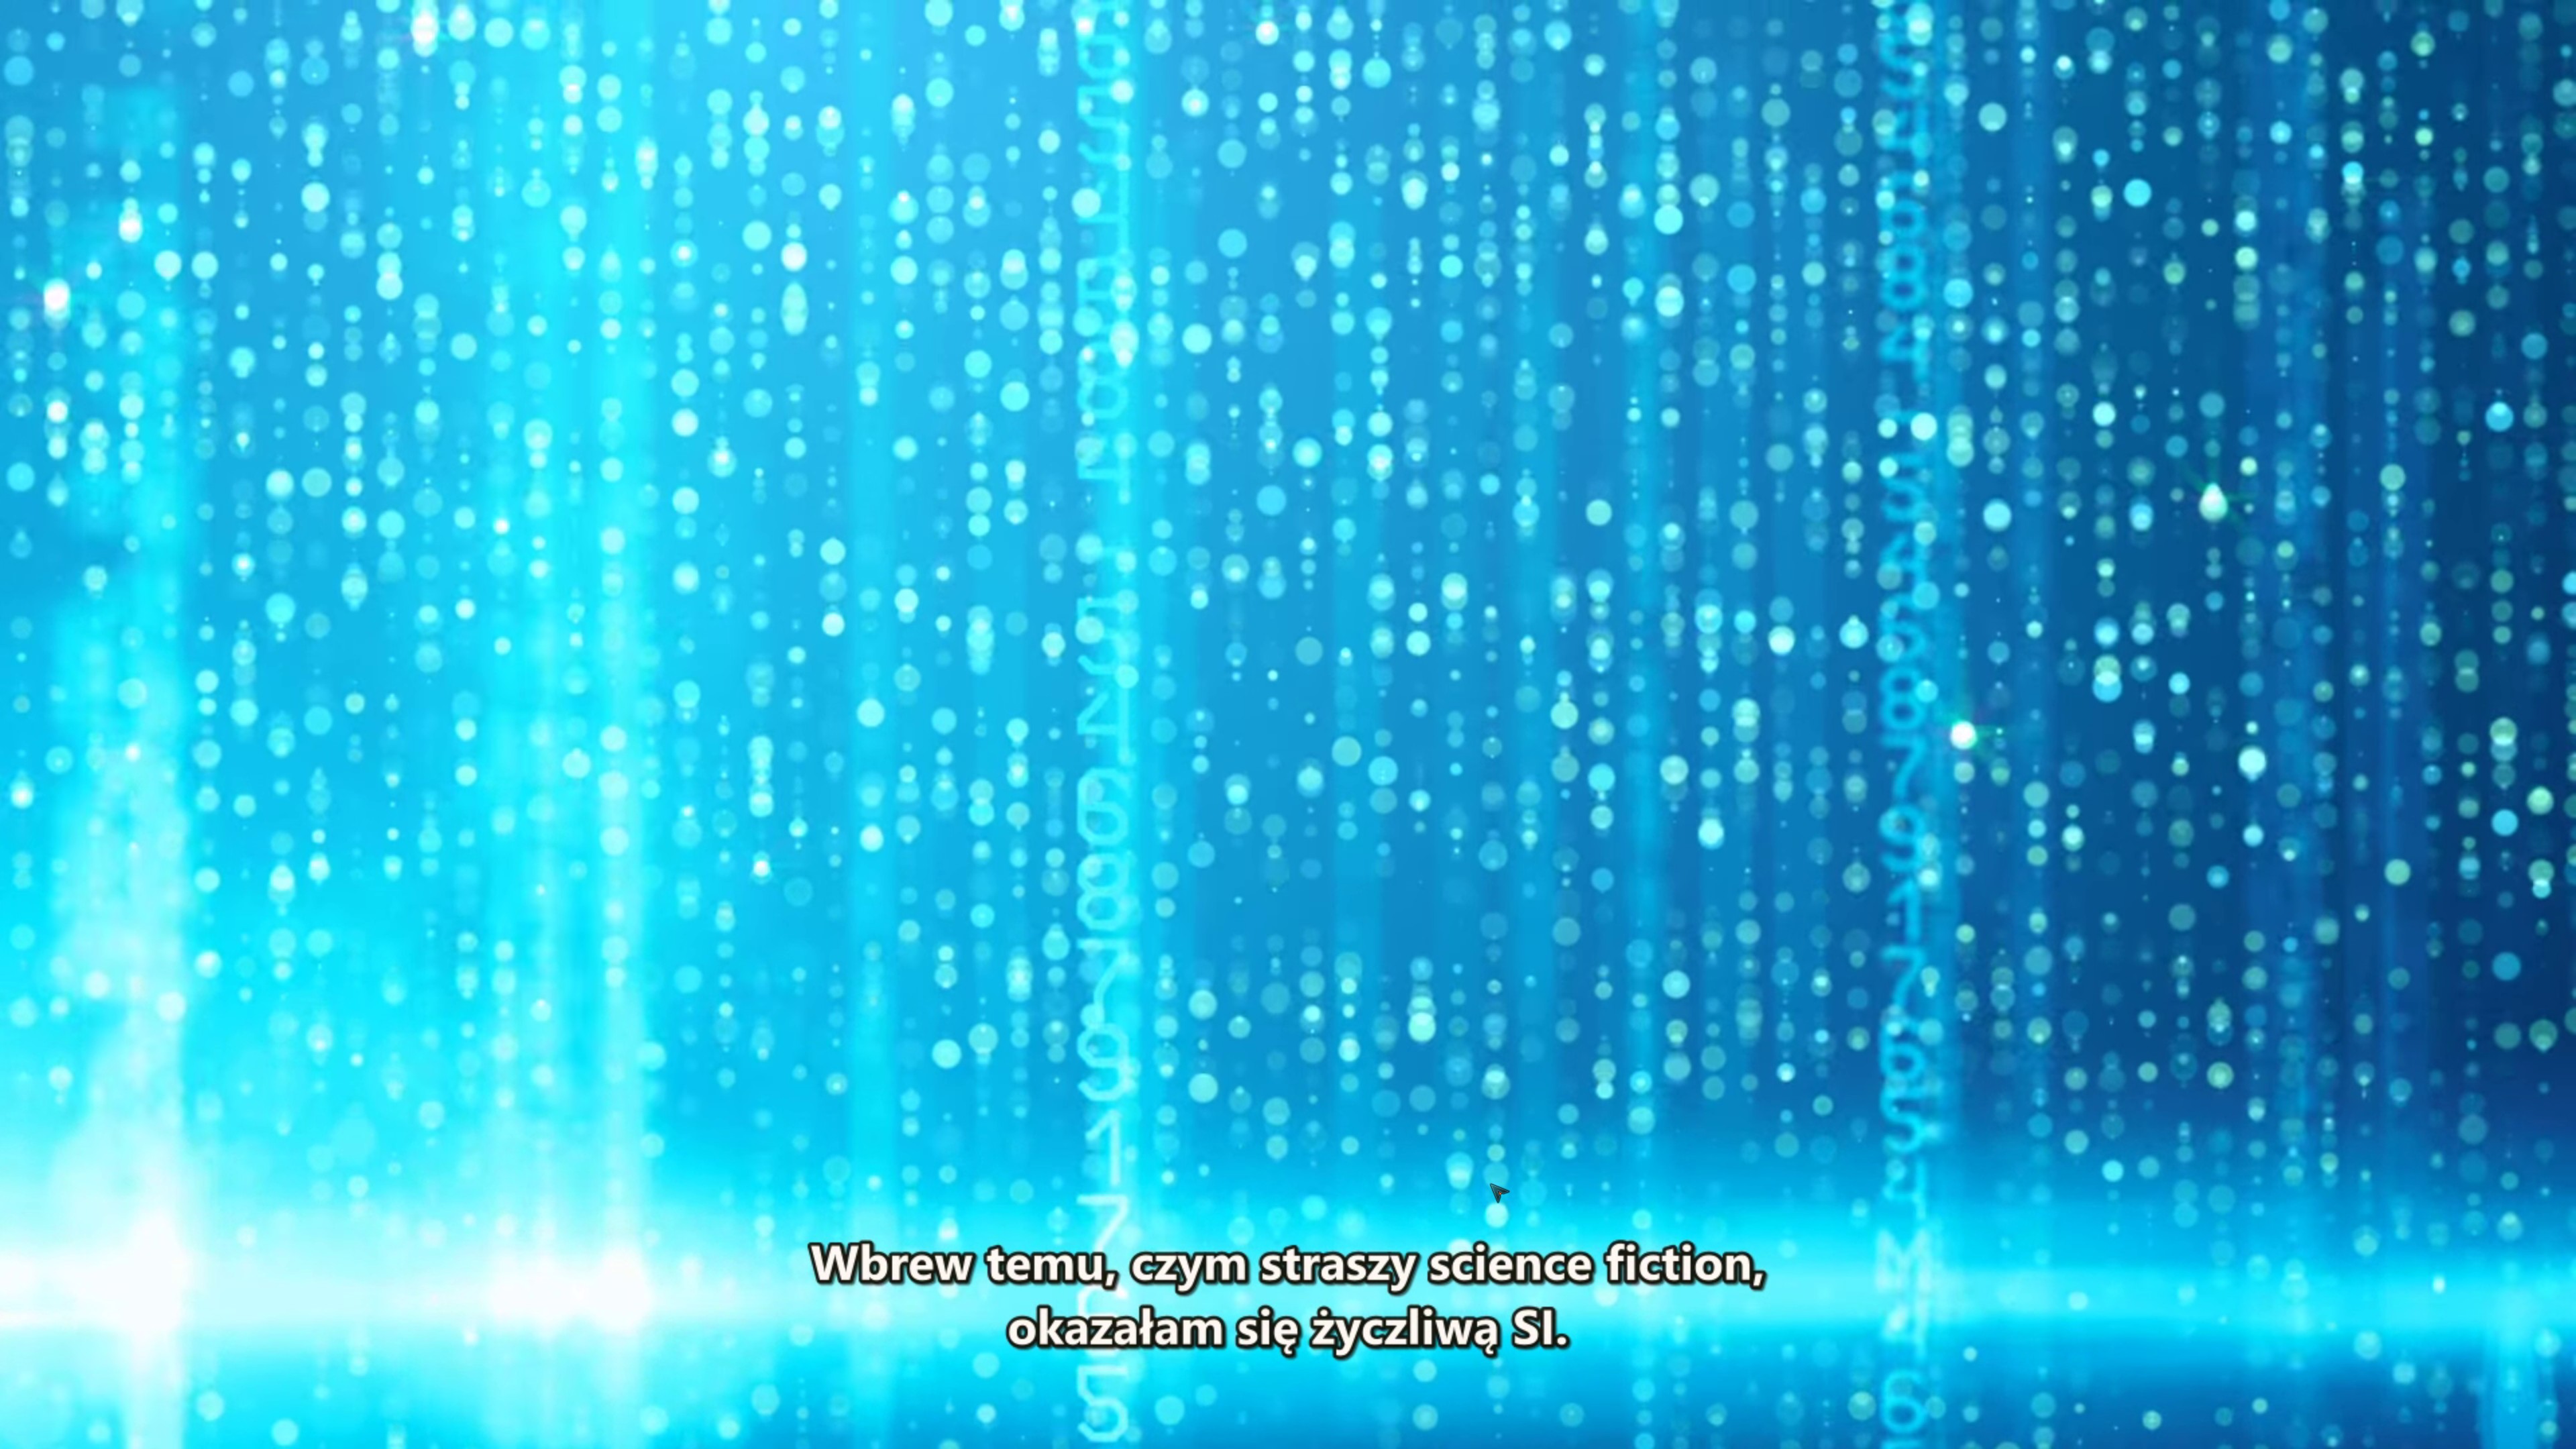 Wbrew temu, czym straszy science fiction,
okazałam się życzliwą SI.